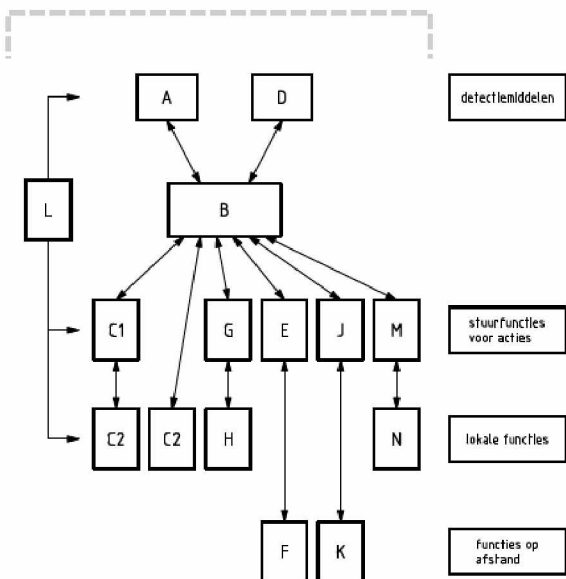 A
D
detectiemiddelen
L
B
C1
G
E
J
M
stuurfuncties
voor acties
C2
C2
H
N
lokale functies
F
K
functies op
afstand